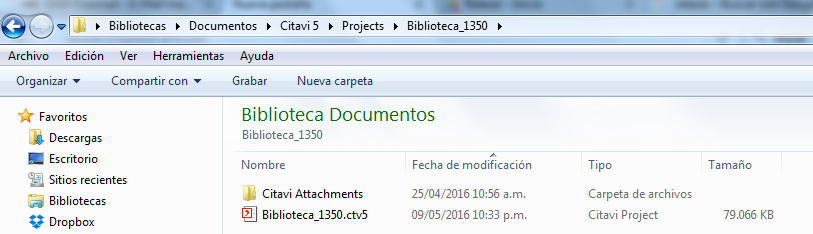 Bibliotecas ▸ Documentos ▸ Citavi 5 ▸ Projects ▸ Biblioteca_1350 ▸
Archivo Edición Ver Herramientas Ayuda
Organizar Compartir con Grabar Nueva carpeta
Favoritos
Descargas
Escritorio
Sitios recientes
Bibliotecas
Dropbox
Biblioteca Documentos
Biblioteca_1350
Nombre Fecha de modificación Tipo Tamaño
Citavi Attachments 25/04/2016 10:56 a.m. Carpeta de archivos
Biblioteca_1350.ctv5 09/05/2016 10:33 p.m. Citavi Project 79.066 KB